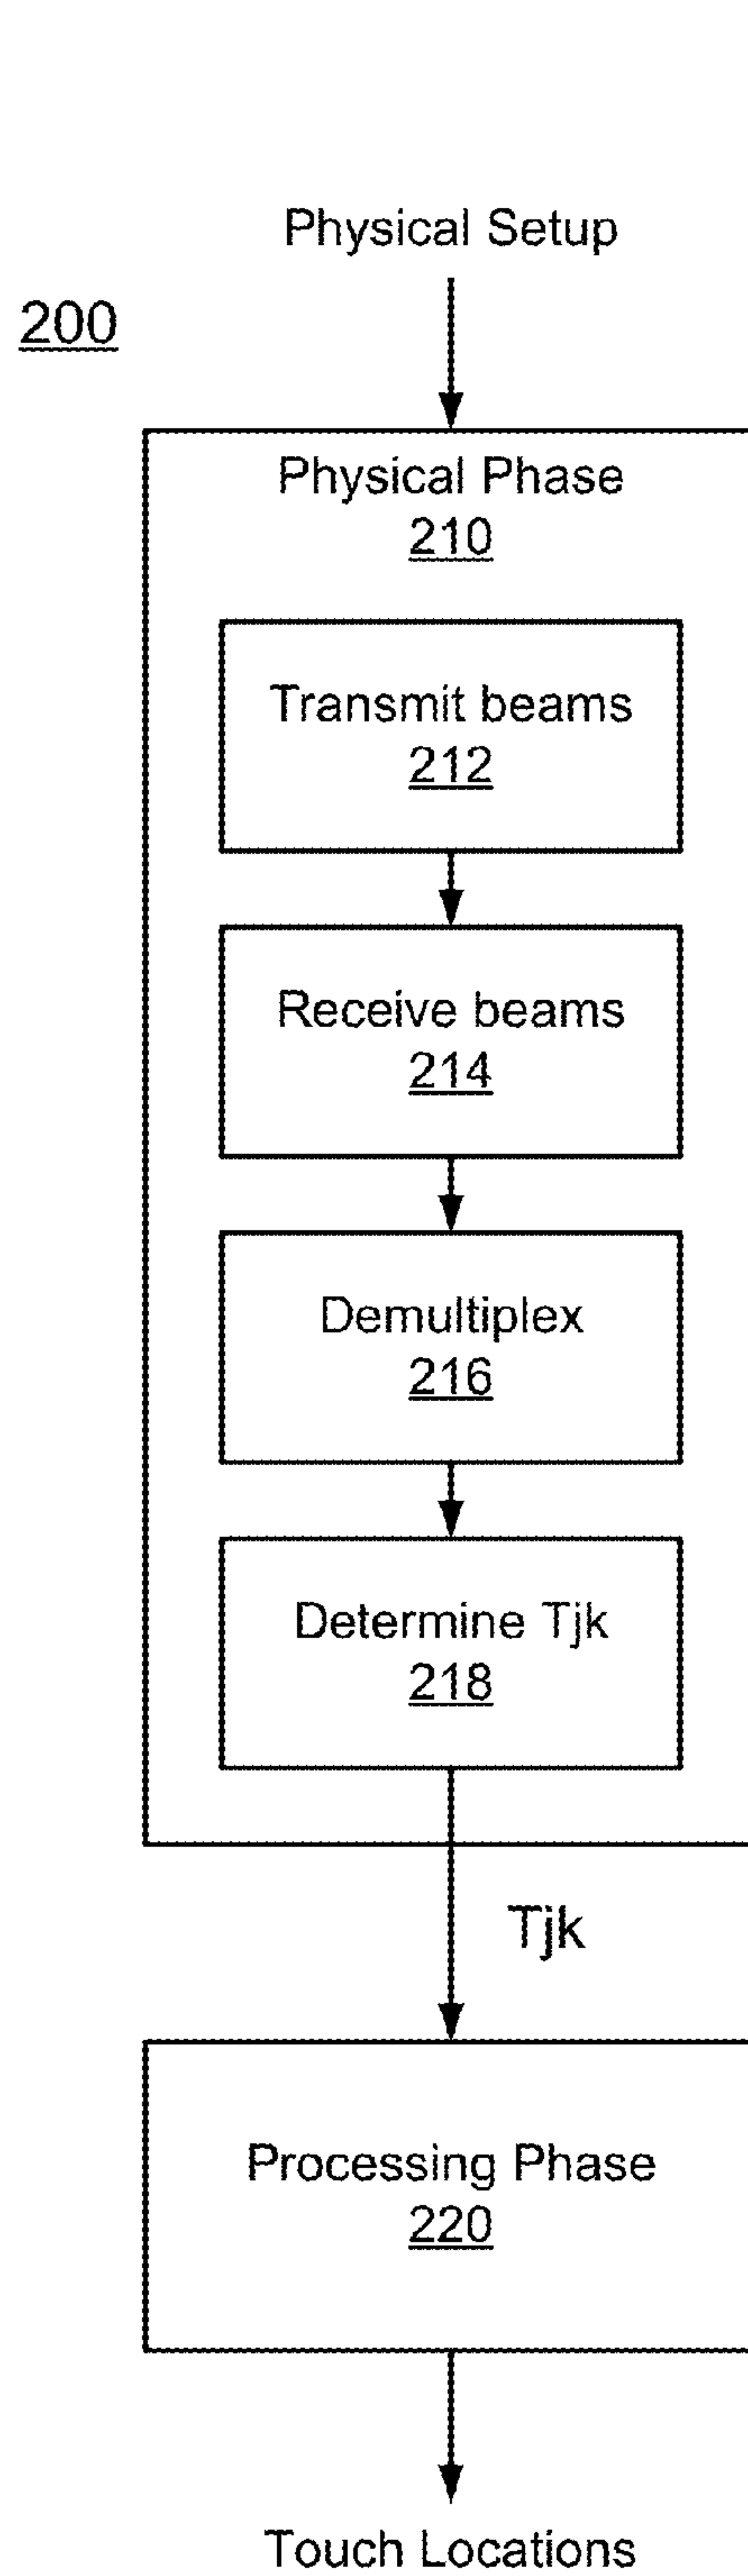 Physical Setup
200
Physical Phase
210
Transmit beams
212
Receive beams
214
Demultiplex
216
Determine Tjk
218
Tjk
Processing Phase
220
Touch Locations